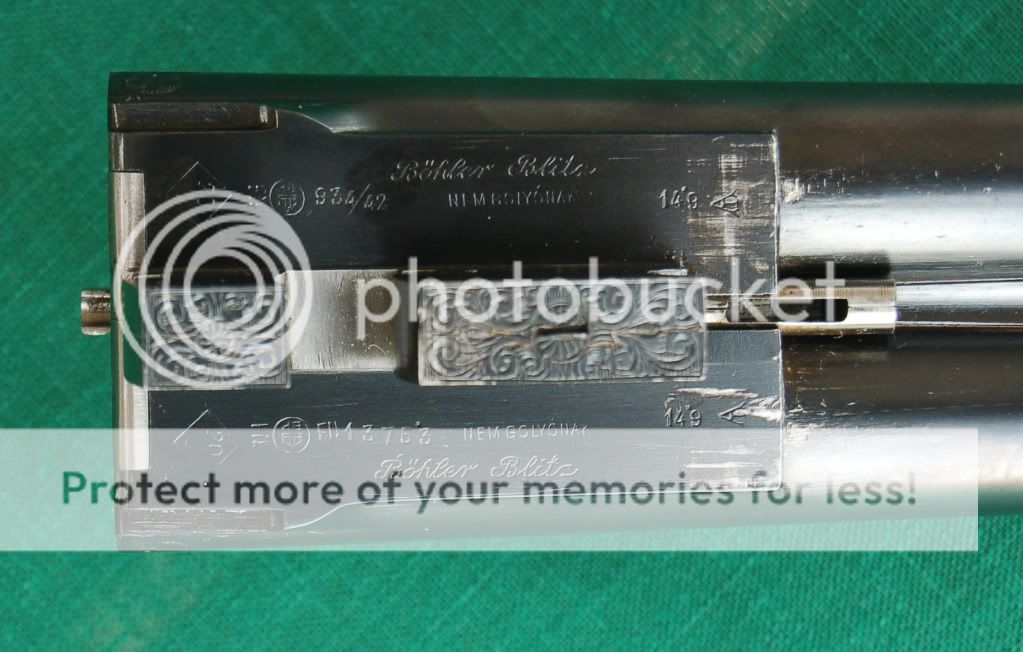 Böhler Blitz
934/42 NEM GOLYÓNAK 14'9
photobucket
14'9
13753 NEM GOLYÓNAK
Böhler Blitz
Protect more of your memories for less!